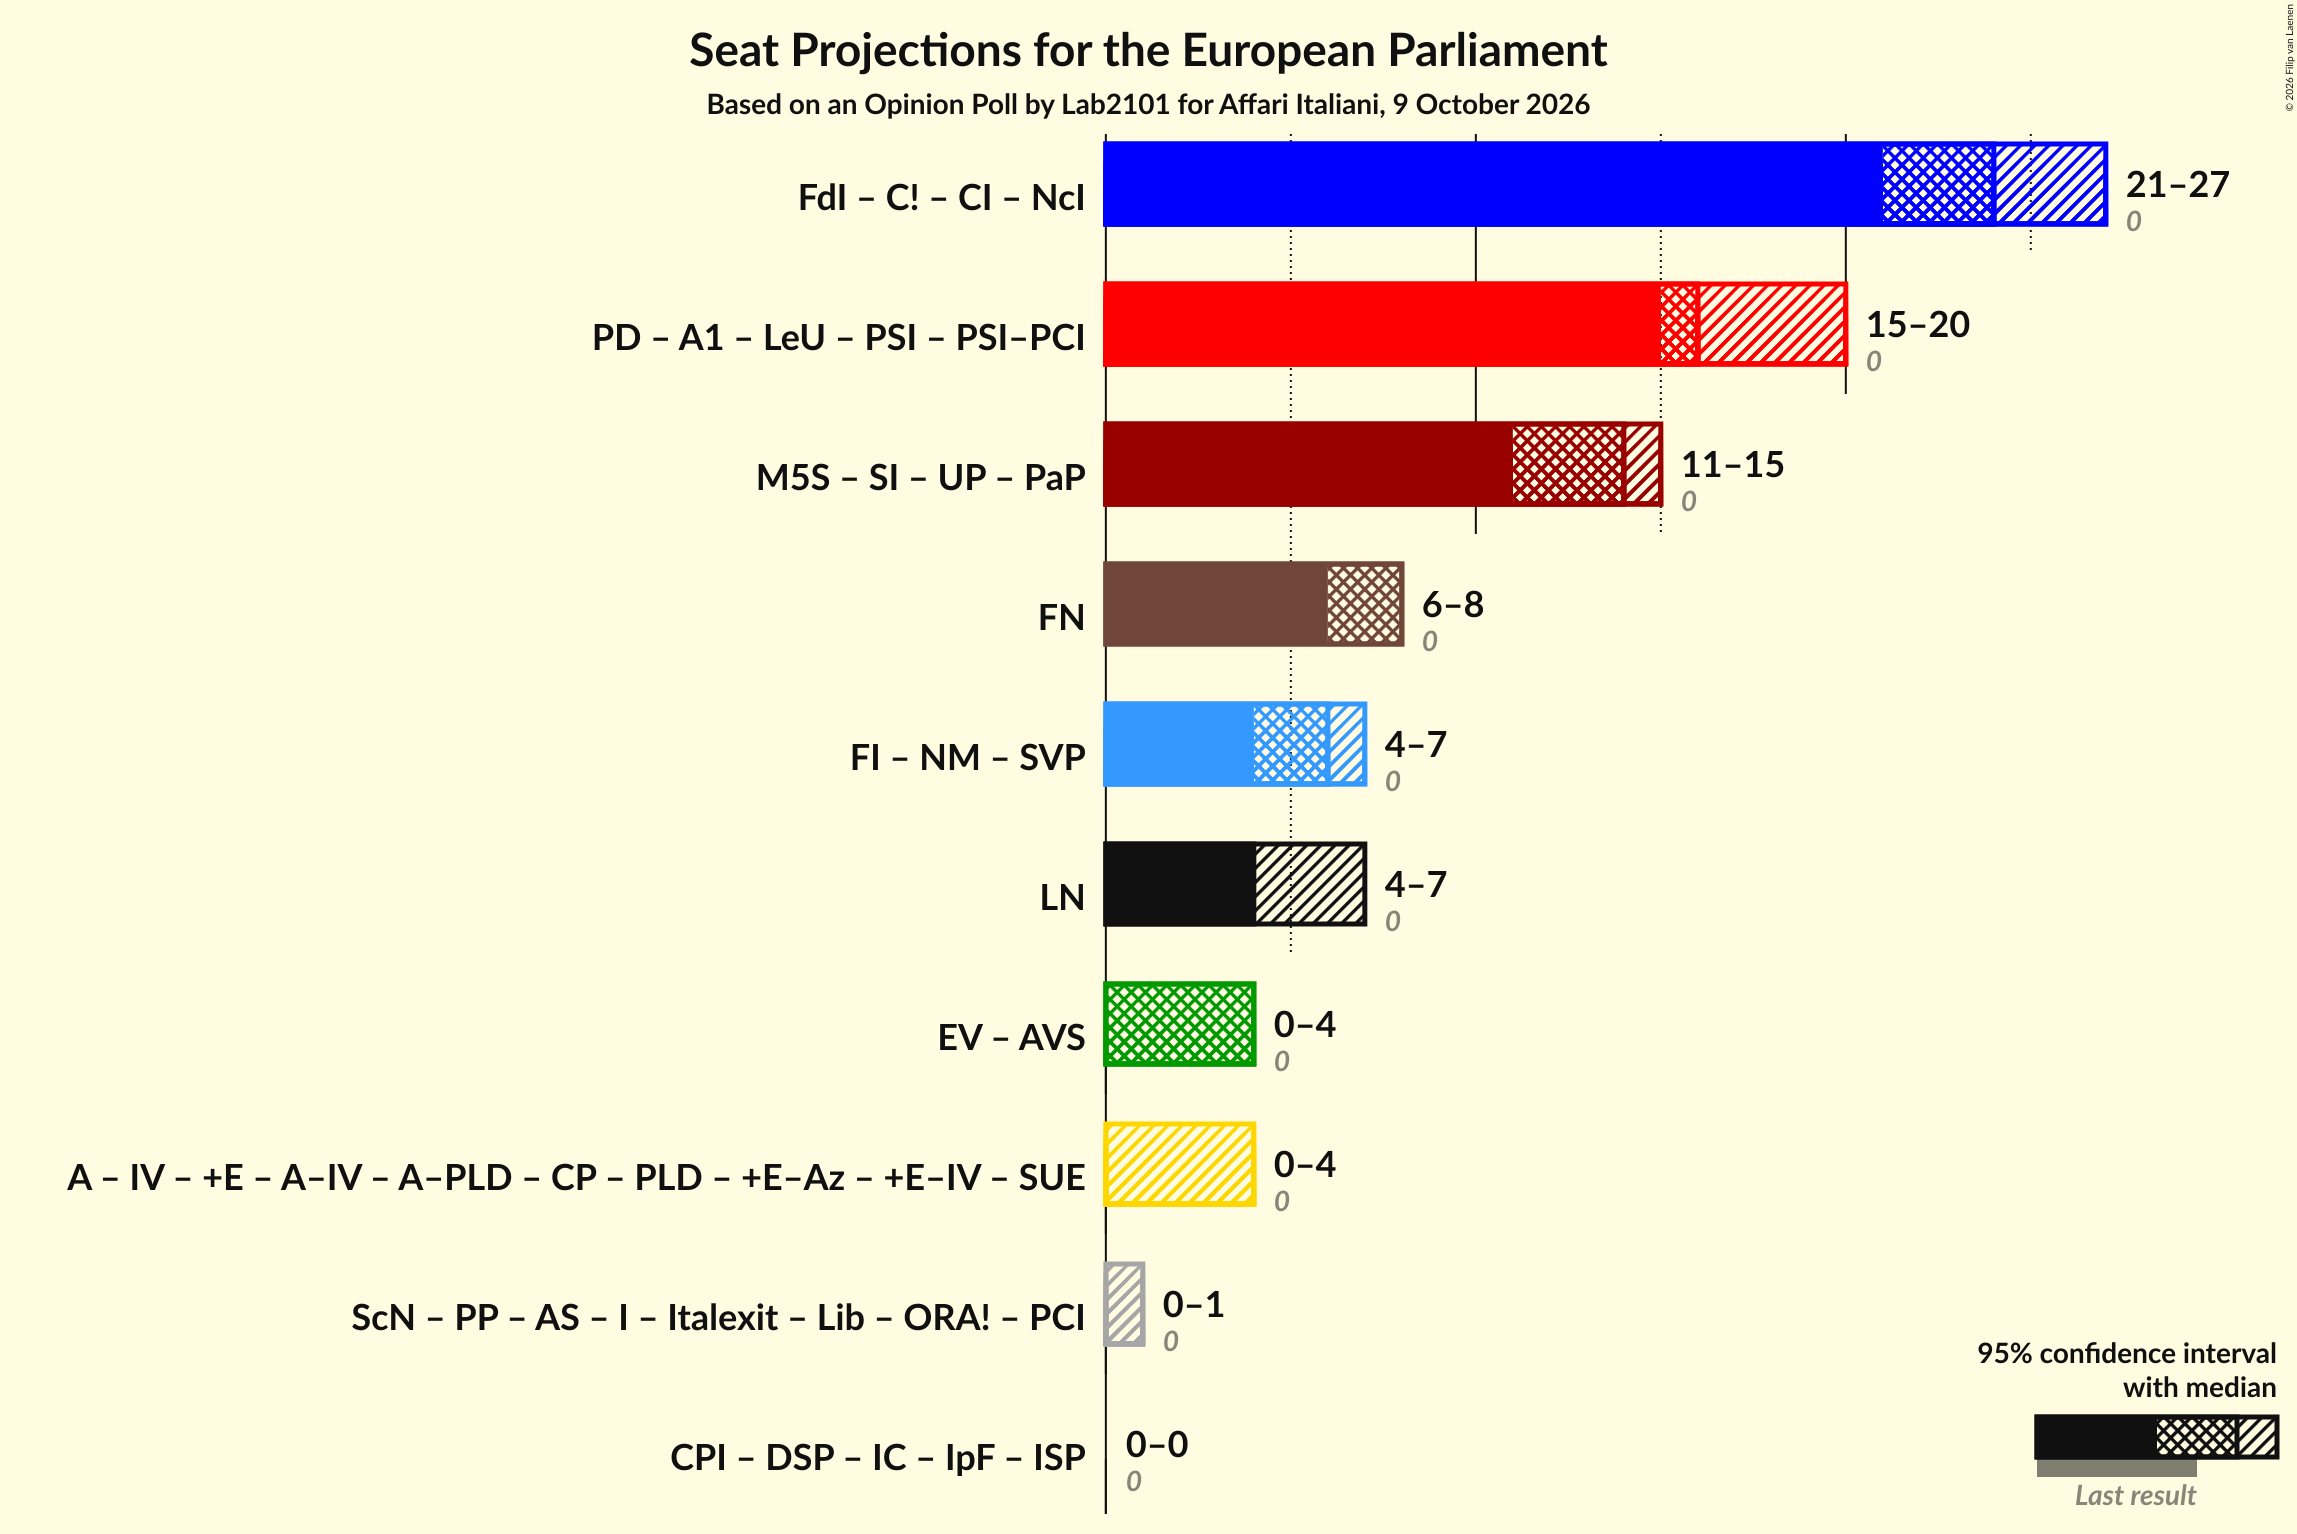 Seat Projections for the European Parliament
Based on an Opinion Poll by Lab2101 for Affari Italiani, 9 October 2026
© 2026 Filip van Laenen
FdI – C! – CI – NcI
21–27
0
PD – A1 – LeU – PSI – PSI–PCI
15–20
0
M5S – SI – UP – PaP
11–15
0
FN
6–8
0
FI – NM – SVP
4–7
0
LN
4–7
0
EV – AVS
0–4
0
A – IV – +E – A–IV – A–PLD – CP – PLD – +E–Az – +E–IV – SUE
0–4
0
ScN – PP – AS – I – Italexit – Lib – ORA! – PCI
0–1
0
CPI – DSP – IC – IpF – ISP
0–0
0
95% confidence interval
with median
Last result